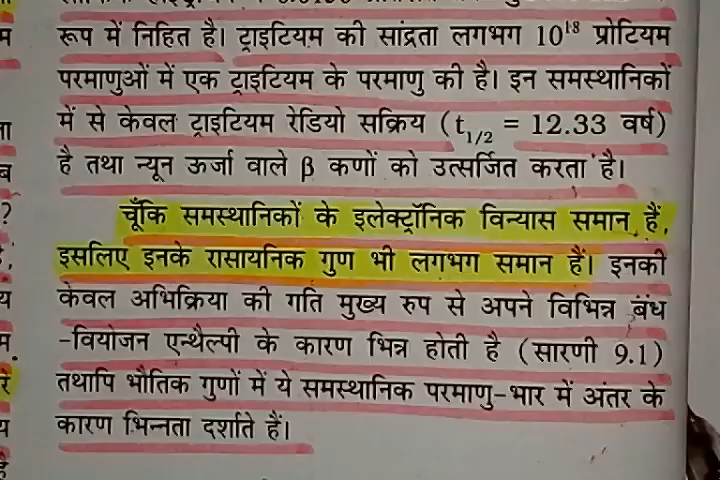 रूप में निहित है। ट्राइटियम की सांद्रता लगभग 10¹⁸ प्रोटियम
परमाणुओं में एक ट्राइटियम के परमाणु की है। इन समस्थानिकों
में से केवल ट्राइटियम रेडियो सक्रिय (t₁/₂ = 12.33 वर्ष)
है तथा न्यून ऊर्जा वाले β कणों को उत्सर्जित करता है।
चूँकि समस्थानिकों के इलेक्ट्रॉनिक विन्यास समान हैं,
इसलिए इनके रासायनिक गुण भी लगभग समान हैं। इनकी
केवल अभिक्रिया की गति मुख्य रुप से अपने विभिन्न बंध
-वियोजन एन्थैल्पी के कारण भिन्न होती है (सारणी 9.1)
तथापि भौतिक गुणों में ये समस्थानिक परमाणु-भार में अंतर के
कारण भिन्नता दर्शाते हैं।